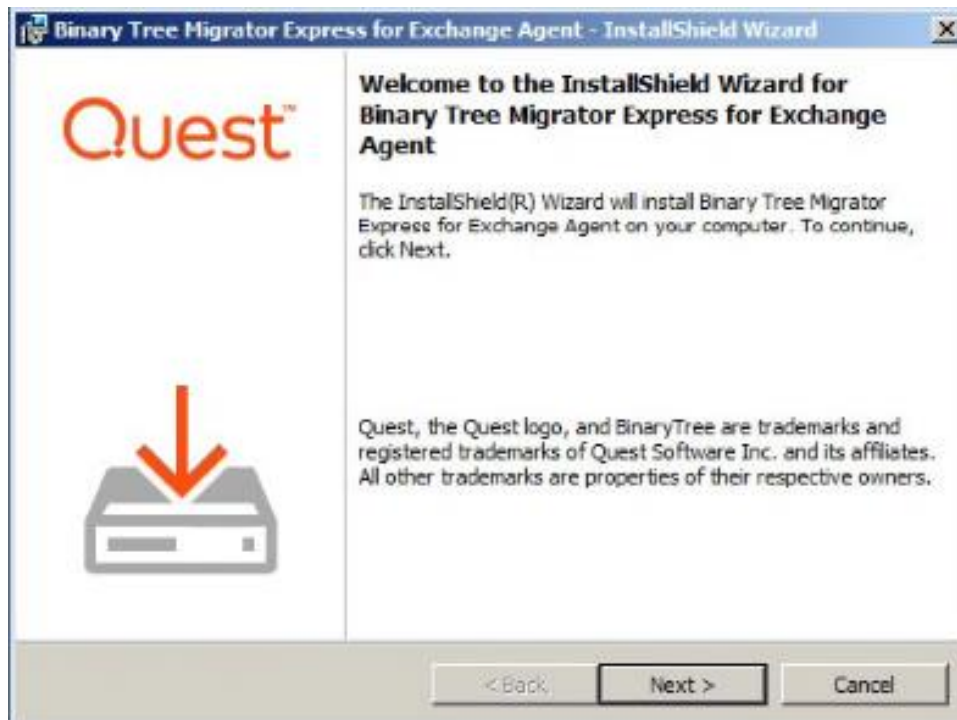 Binary Tree Migrator Express for Exchange Agent - InstallShield Wizard
Quest™
Welcome to the InstallShield Wizard for
Binary Tree Migrator Express for Exchange
Agent
The InstallShield(R) Wizard will install Binary Tree Migrator
Express for Exchange Agent on your computer. To continue,
click Next.
Quest, the Quest logo, and BinaryTree are trademarks and
registered trademarks of Quest Software Inc. and its affiliates.
All other trademarks are properties of their respective owners.
< Back
Next >
Cancel